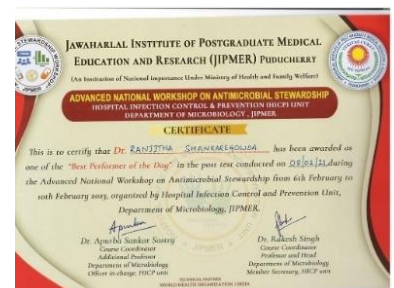 JAWAHARLAL INSTITUTE OF POSTGRADUATE MEDICAL
EDUCATION AND RESEARCH (JIPMER) PUDUCHERRY
(An Institution of National importance Under Ministry of Health and Family Welfare)
ADVANCED NATIONAL WORKSHOP ON ANTIMICROBIAL STEWARDSHIP
HOSPITAL INFECTION CONTROL & PREVENTION (HICP) UNIT
DEPARTMENT OF MICROBIOLOGY, JIPMER
CERTIFICATE
This is to certify that Dr. RANJITHA SHANKAREGOWDA has been awarded as
one of the "Best Performer of the Day" in the post test conducted on during
the Advanced National Workshop on Antimicrobial Stewardship from 6th February to
10th February 2023, organized by Hospital Infection Control and Prevention Unit,
Department of Microbiology, JIPMER.
Dr. Apurba Sankar Sastry
Course Coordinator
Additional Professor
Department of Microbiology
Officer in-charge, HICP unit
Dr. Rakesh Singh
Course Coordinator
Professor and Head
Department of Microbiology
Member Secretary, HICP unit
TECHNICAL PARTNER
WORLD HEALTH ORGANIZATION INDIA